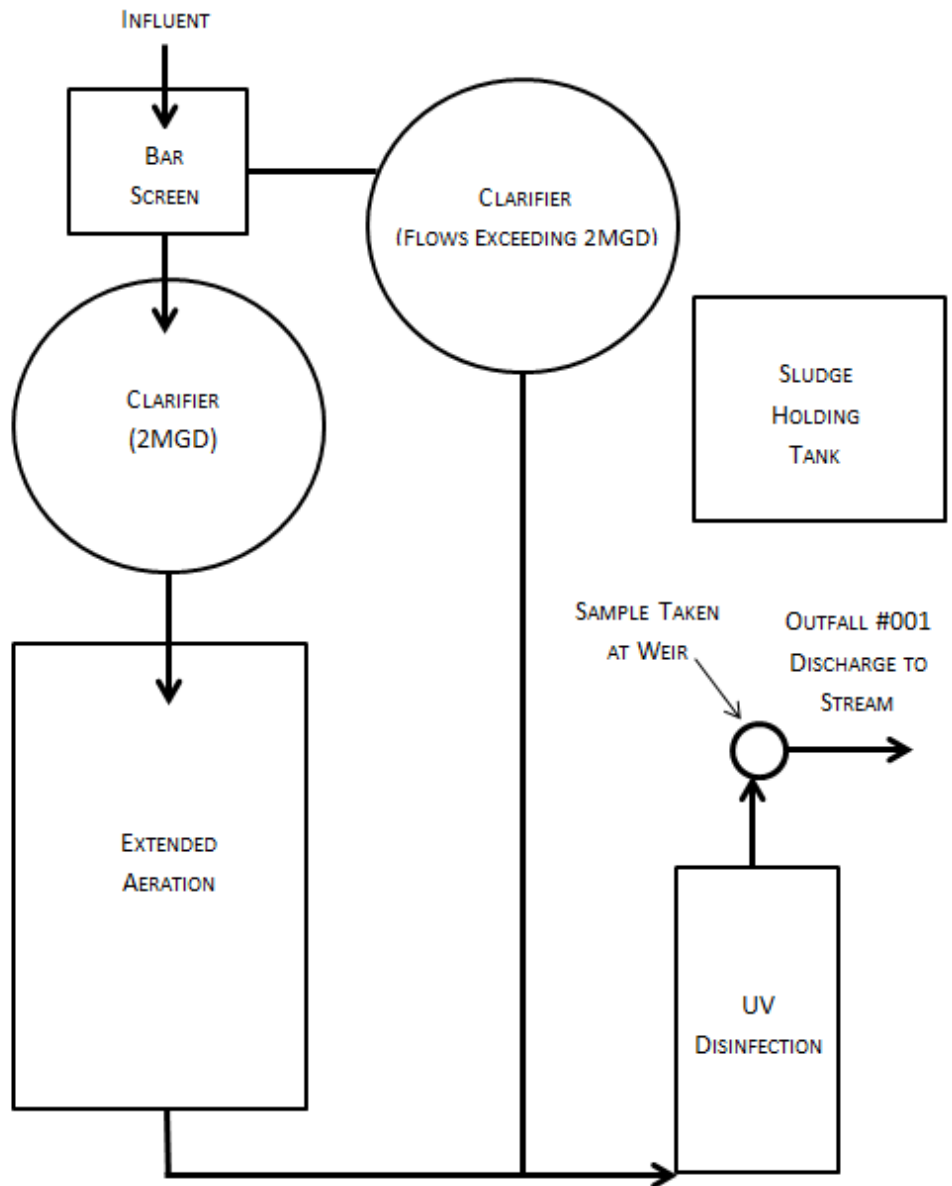 INFLUENT
BAR
SCREEN
CLARIFIER
(FLOWS EXCEEDING 2MGD)
CLARIFIER
(2MGD)
SLUDGE
HOLDING
TANK
SAMPLE TAKEN
AT WEIR
OUTFALL #001
DISCHARGE TO
STREAM
EXTENDED
AERATION
UV
DISINFECTION